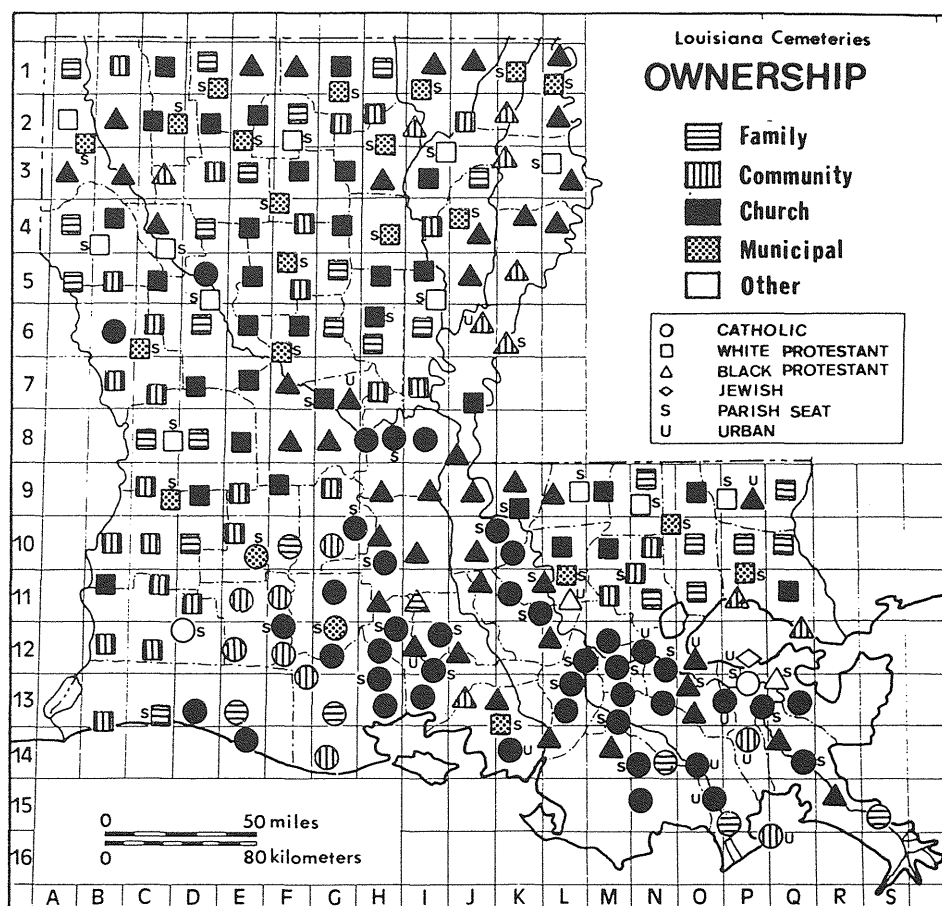 Louisiana Cemeteries
OWNERSHIP
Family
Community
Church
Municipal
Other
CATHOLIC
WHITE PROTESTANT
BLACK PROTESTANT
JEWISH
S PARISH SEAT
U URBAN
1
2
3
4
5
6
7
8
9
10
11
12
13
14
15
16
0 50 miles
0 80 kilometers
A B C D E F G H I J K L M N O P Q R S